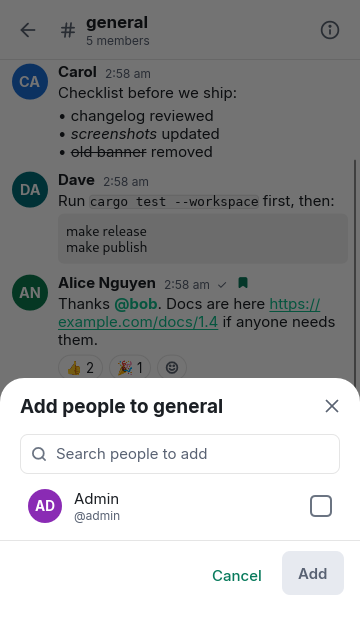 general
5 members
CA
Carol 2:58 am
Checklist before we ship:
• changelog reviewed
• screenshots updated
• old banner removed
DA
Dave 2:58 am
Run cargo test --workspace first, then:
make release
make publish
AN
Alice Nguyen 2:58 am
Thanks @bob. Docs are here https://
example.com/docs/1.4 if anyone needs
them.
👍 2 🎉 1
Add people to general
Search people to add
AD
Admin
@admin
Cancel
Add